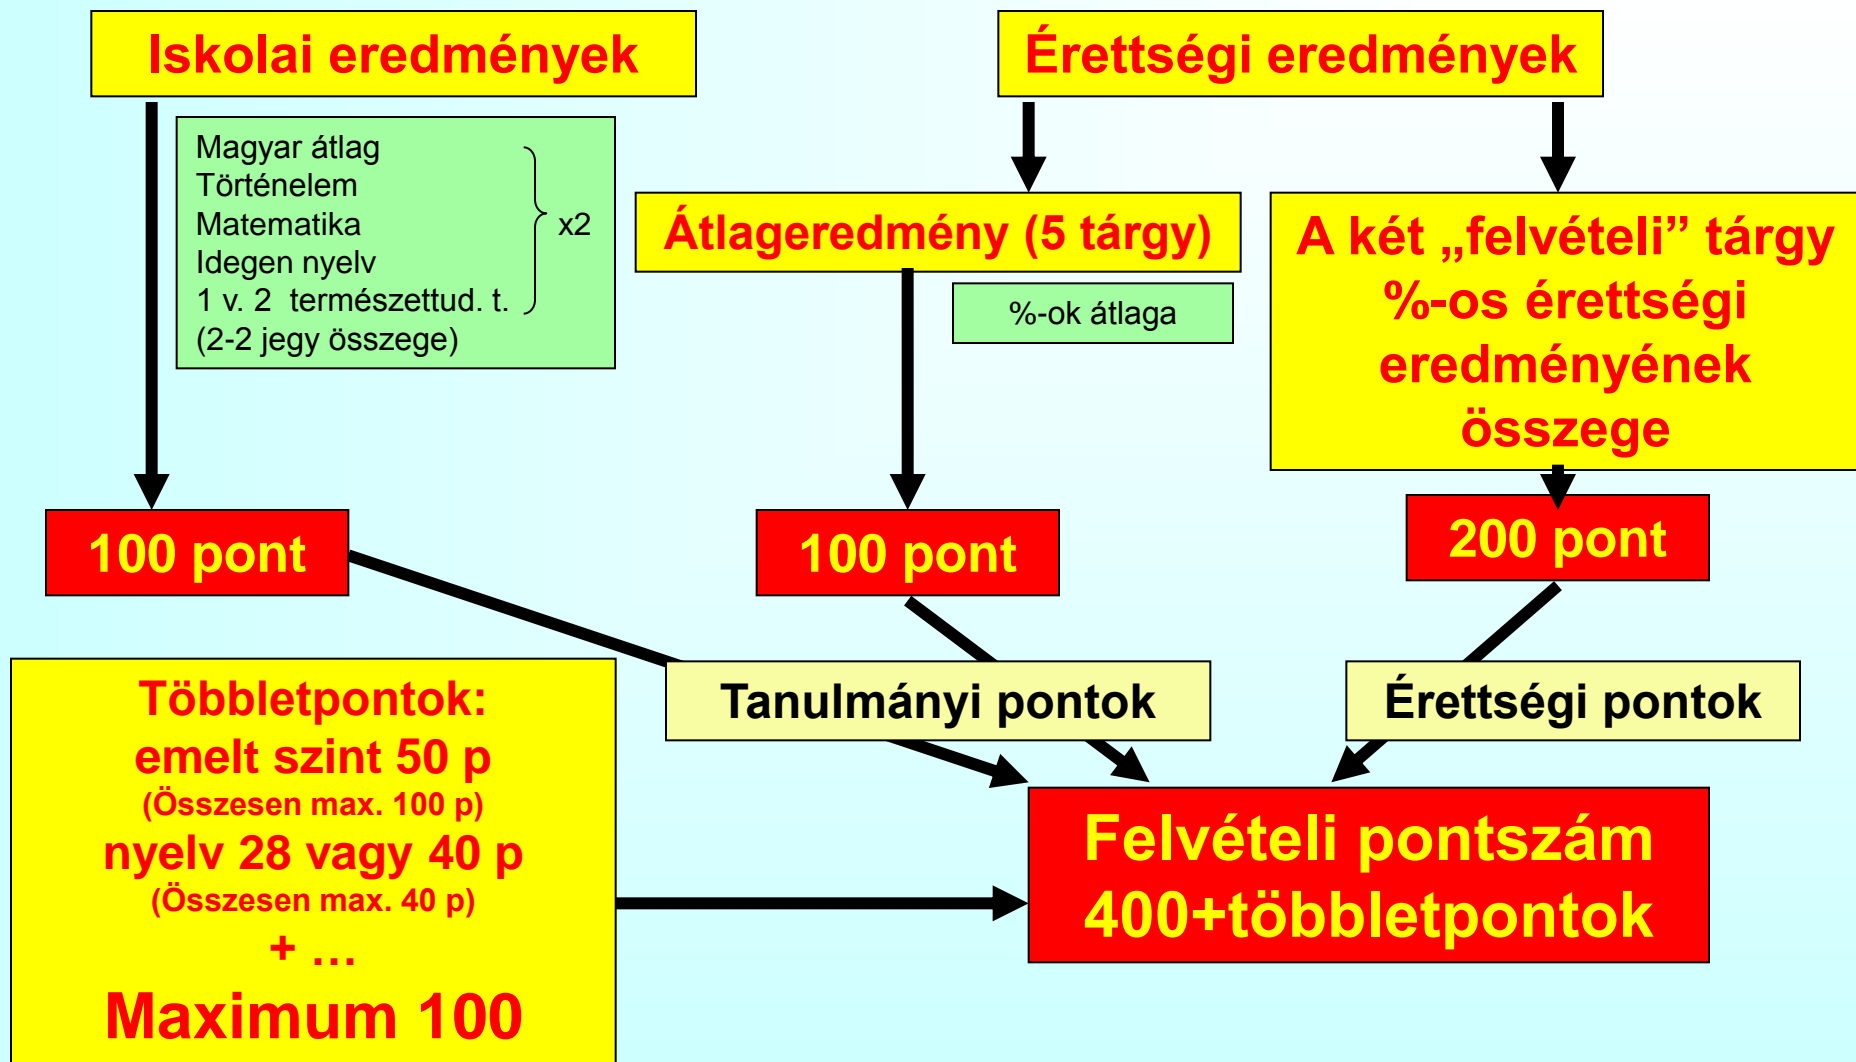 Iskolai eredmények
Érettségi eredmények
Magyar átlag
Történelem
Matematika
Idegen nyelv
1 v. 2 természettud. t.
(2-2 jegy összege)
x2
Átlageredmény (5 tárgy)
%-ok átlaga
A két „felvételi” tárgy
%-os érettségi
eredményének
összege
100 pont
100 pont
200 pont
Tanulmányi pontok
Érettségi pontok
Többletpontok:
emelt szint 50 p
(Összesen max. 100 p)
nyelv 28 vagy 40 p
(Összesen max. 40 p)
+ …
Maximum 100
Felvételi pontszám
400+többletpontok